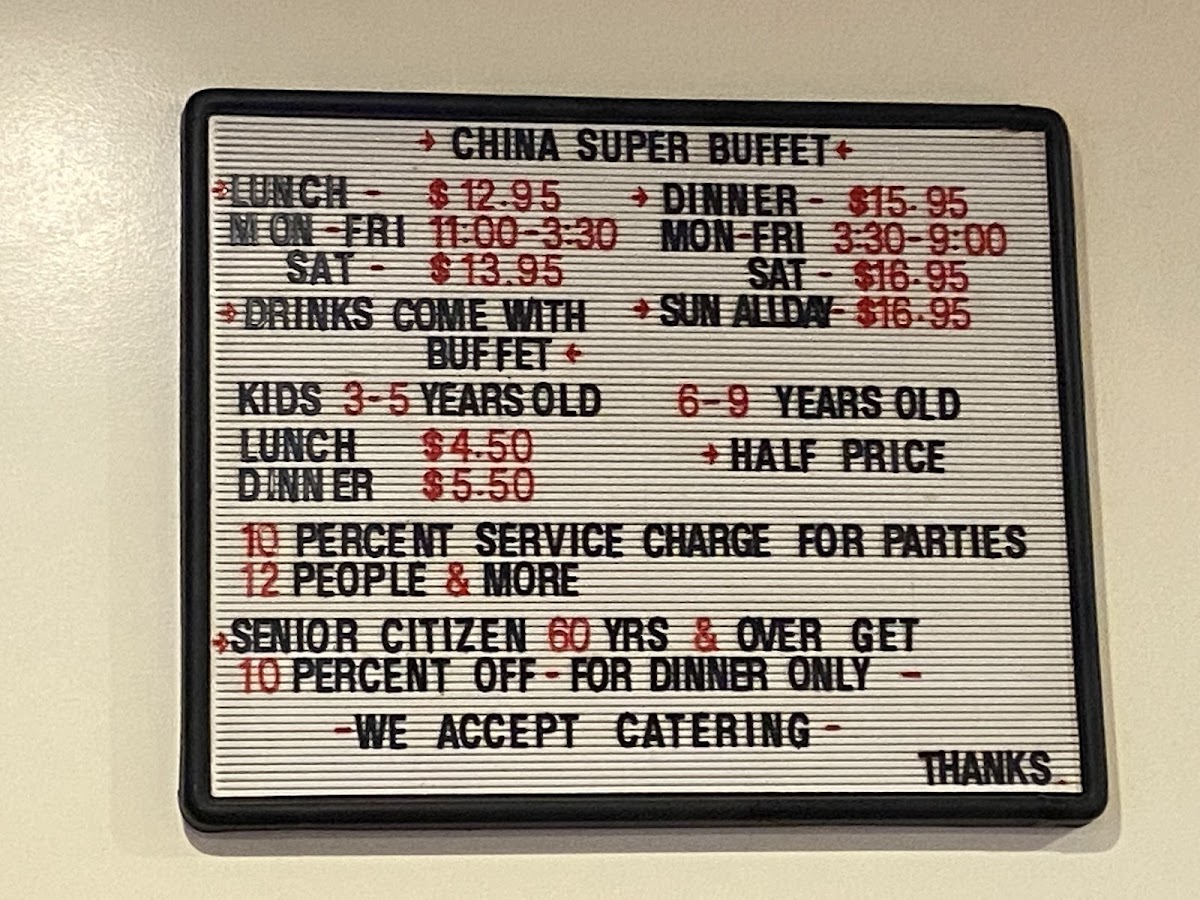 → CHINA SUPER BUFFET ←
→LUNCH - $12.95
MON-FRI 11:00-3:30
SAT - $13.95
→ DINNER - $15.95
MON-FRI 3:30-9:00
SAT - $16.95
→ SUN ALLDAY- $16.95
→DRINKS COME WITH
BUFFET ←
KIDS 3-5 YEARS OLD
LUNCH $4.50
DINNER $5.50
6-9 YEARS OLD
→HALF PRICE
10 PERCENT SERVICE CHARGE FOR PARTIES
12 PEOPLE & MORE
→SENIOR CITIZEN 60 YRS & OVER GET
10 PERCENT OFF - FOR DINNER ONLY -
-WE ACCEPT CATERING-
THANKS.